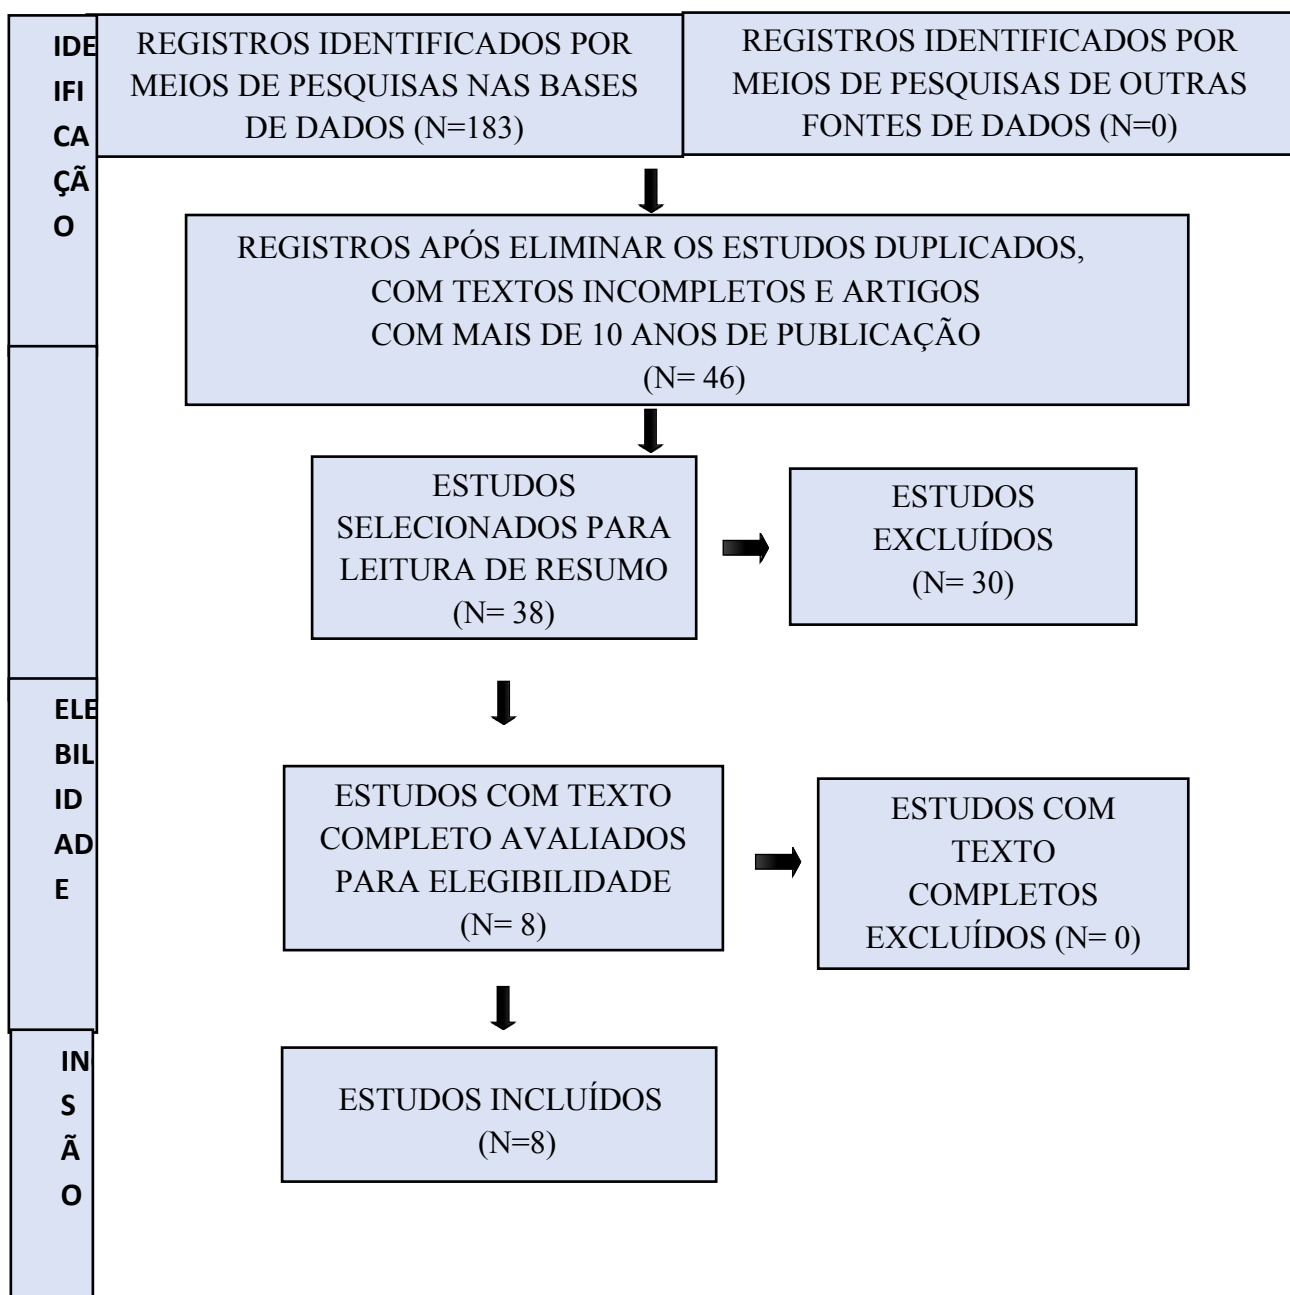 IDE
IFI
CA
ÇÃ
O
REGISTROS IDENTIFICADOS POR
MEIOS DE PESQUISAS NAS BASES
DE DADOS (N=183)
REGISTROS IDENTIFICADOS POR
MEIOS DE PESQUISAS DE OUTRAS
FONTES DE DADOS (N=0)
REGISTROS APÓS ELIMINAR OS ESTUDOS DUPLICADOS,
COM TEXTOS INCOMPLETOS E ARTIGOS
COM MAIS DE 10 ANOS DE PUBLICAÇÃO
(N= 46)
ESTUDOS
SELECIONADOS PARA
LEITURA DE RESUMO
(N= 38)
ESTUDOS
EXCLUÍDOS
(N= 30)
ELE
BIL
ID
AD
E
ESTUDOS COM TEXTO
COMPLETO AVALIADOS
PARA ELEGIBILIDADE
(N= 8)
ESTUDOS COM
TEXTO
COMPLETOS
EXCLUÍDOS (N= 0)
IN
S
Ã
O
ESTUDOS INCLUÍDOS
(N=8)